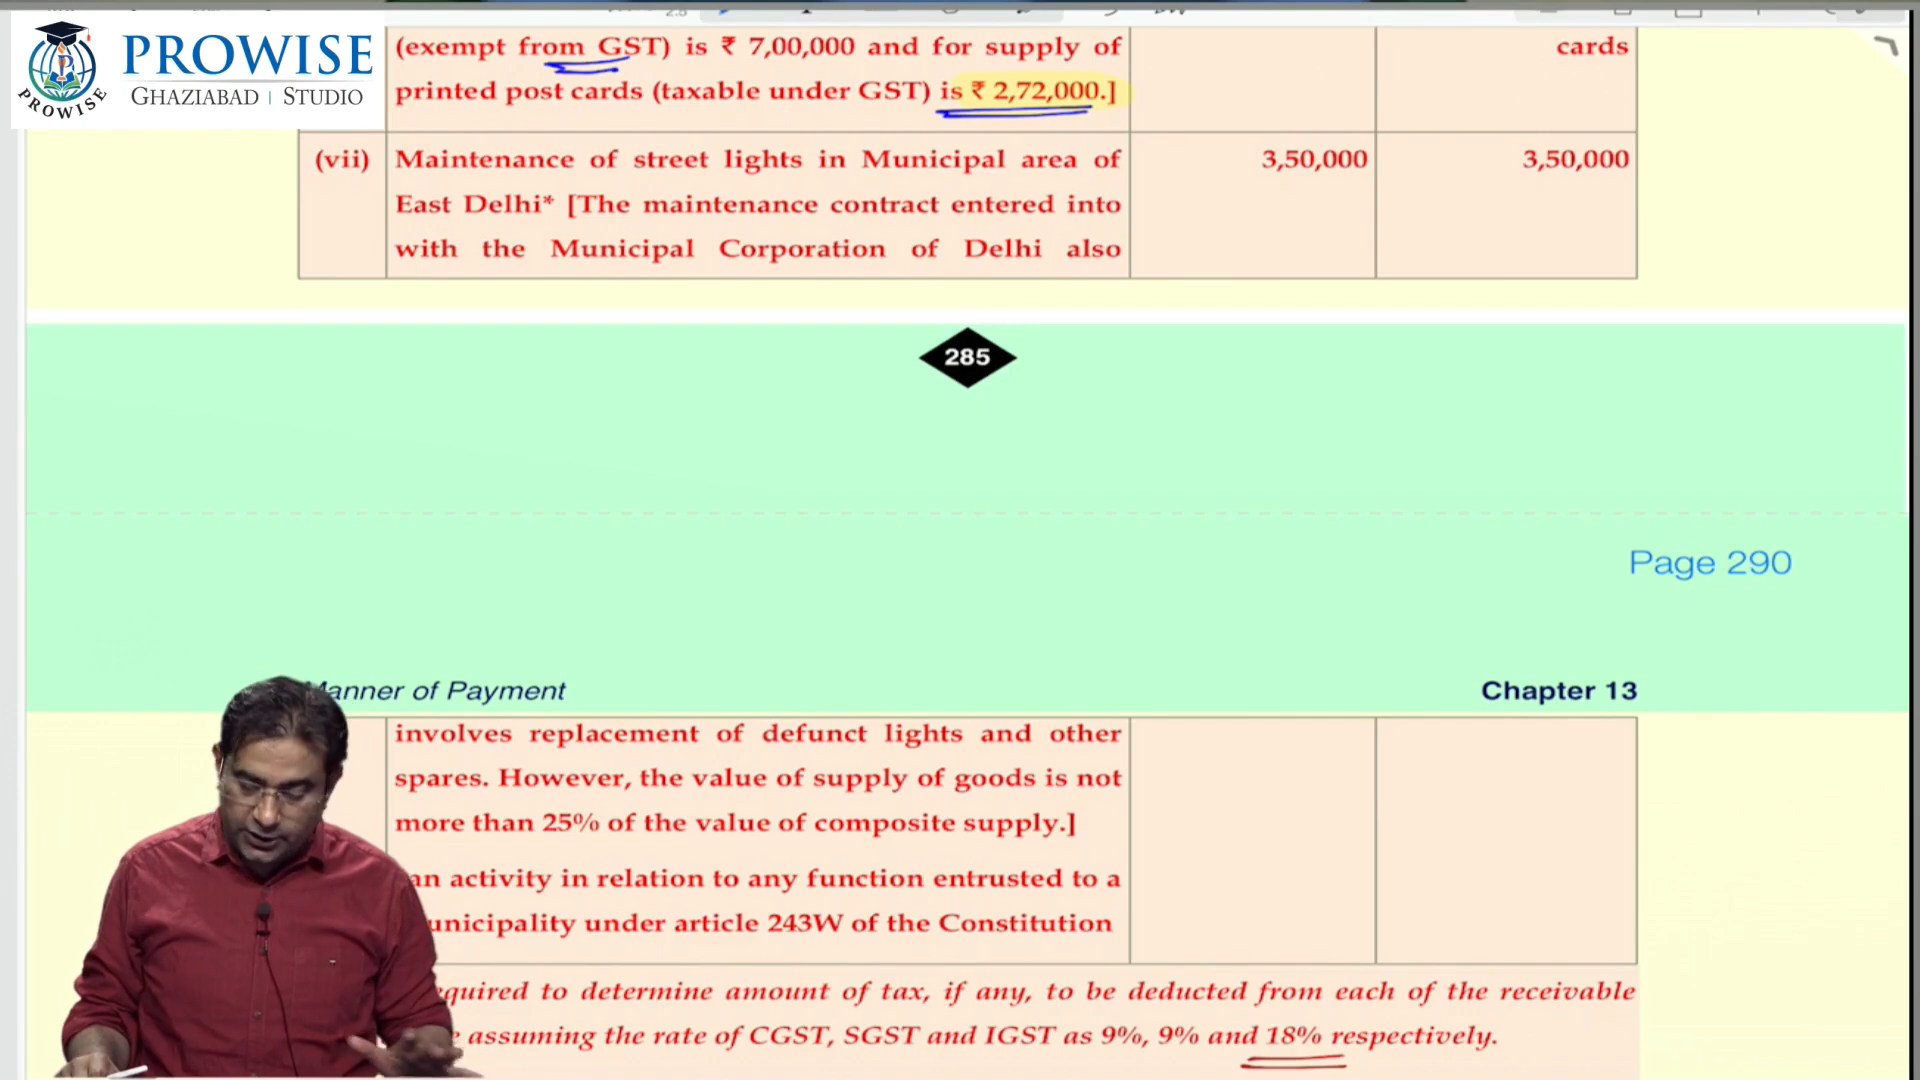 PROWISE
GHAZIABAD | STUDIO
PROWISE
(exempt from GST) is ₹ 7,00,000 and for supply of
printed post cards (taxable under GST) is ₹ 2,72,000.]
cards
(vii) Maintenance of street lights in Municipal area of
East Delhi* [The maintenance contract entered into
with the Municipal Corporation of Delhi also
3,50,000
3,50,000
285
Page 290
Manner of Payment
Chapter 13
involves replacement of defunct lights and other
spares. However, the value of supply of goods is not
more than 25% of the value of composite supply.]
an activity in relation to any function entrusted to a
unicipality under article 243W of the Constitution
quired to determine amount of tax, if any, to be deducted from each of the receivable
assuming the rate of CGST, SGST and IGST as 9%, 9% and 18% respectively.